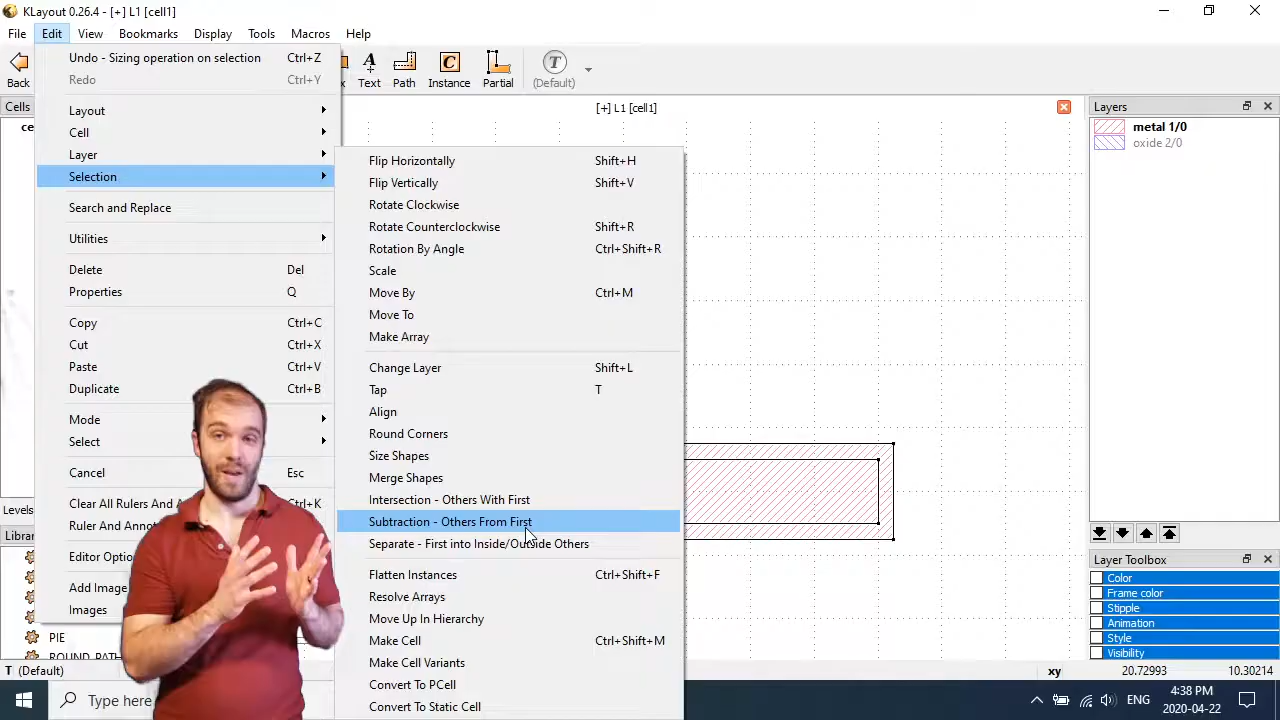 KLayout 0.26.4 - [+] L1 [cell1]
File Edit View Bookmarks Display Tools Macros Help
Undo - Sizing operation on selection Ctrl+Z
Redo Ctrl+Y
Layout
Cell
Layer
Selection
Search and Replace
Utilities
Delete Del
Properties Q
Copy Ctrl+C
Cut Ctrl+X
Paste Ctrl+V
Duplicate Ctrl+B
Mode
Select
Cancel Esc
Clear All Rulers And Ctrl+K
Ruler And
Editor
Add Image
Images
Back
Text Path Instance Partial (Default)
Cells
Levels
PIE
T (Default)
Flip Horizontally Shift+H
Flip Vertically Shift+V
Rotate Clockwise
Rotate Counterclockwise Shift+R
Rotation By Angle Ctrl+Shift+R
Scale
Move By Ctrl+M
Move To
Make Array
Change Layer Shift+L
Tap T
Align
Round Corners
Size Shapes
Merge Shapes
Intersection - Others With First
Subtraction - Others From First
Separate - First into Inside/Outside Others
Flatten Instances Ctrl+Shift+F
Resolve Arrays
Move Up In Hierarchy
Make Cell Ctrl+Shift+M
Make Cell Variants
Convert To PCell
Convert To Static Cell
[+] L1 [cell1]
Layers
metal 1/0
oxide 2/0
Layer Toolbox
Color
Frame color
Stipple
Animation
Style
Visibility
xy 20.72993 10.30214
Type here
ENG
4:38 PM
2020-04-22